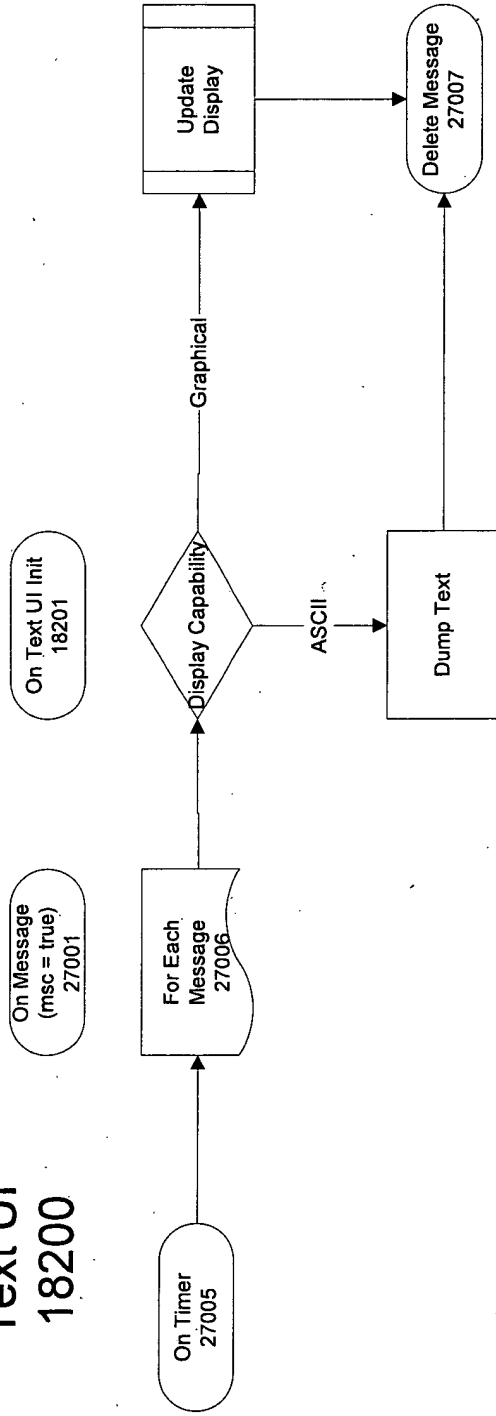 Text UI
18200
On Message
(msc = true)
27001
On Text UI Init
18201
On Timer
27005
For Each
Message
27006
Display Capability
Graphical
Update
Display
ASCII
Dump Text
Delete Message
27007